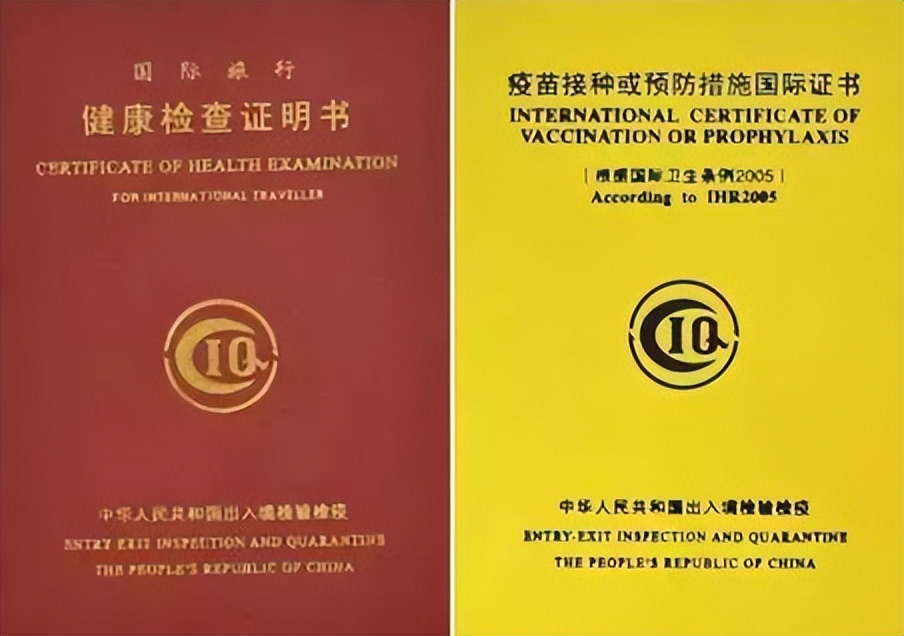 国际旅行
健康检查证明书
CERTIFICATE OF HEALTH EXAMINATION
FOR INTERNATIONAL TRAVELLER
CIQ
中华人民共和国出入境检验检疫
ENTRY-EXIT INSPECTION AND QUARANTINE
THE PEOPLE'S REPUBLIC OF CHINA
疫苗接种或预防措施国际证书
INTERNATIONAL CERTIFICATE OF
VACCINATION OR PROPHYLAXIS
[根据国际卫生条例2005]
According to IHR2005
CIQ
中华人民共和国出入境检验检疫
ENTRY-EXIT INSPECTION AND QUARANTINE
THE PEOPLE'S REPUBLIC OF CHINA